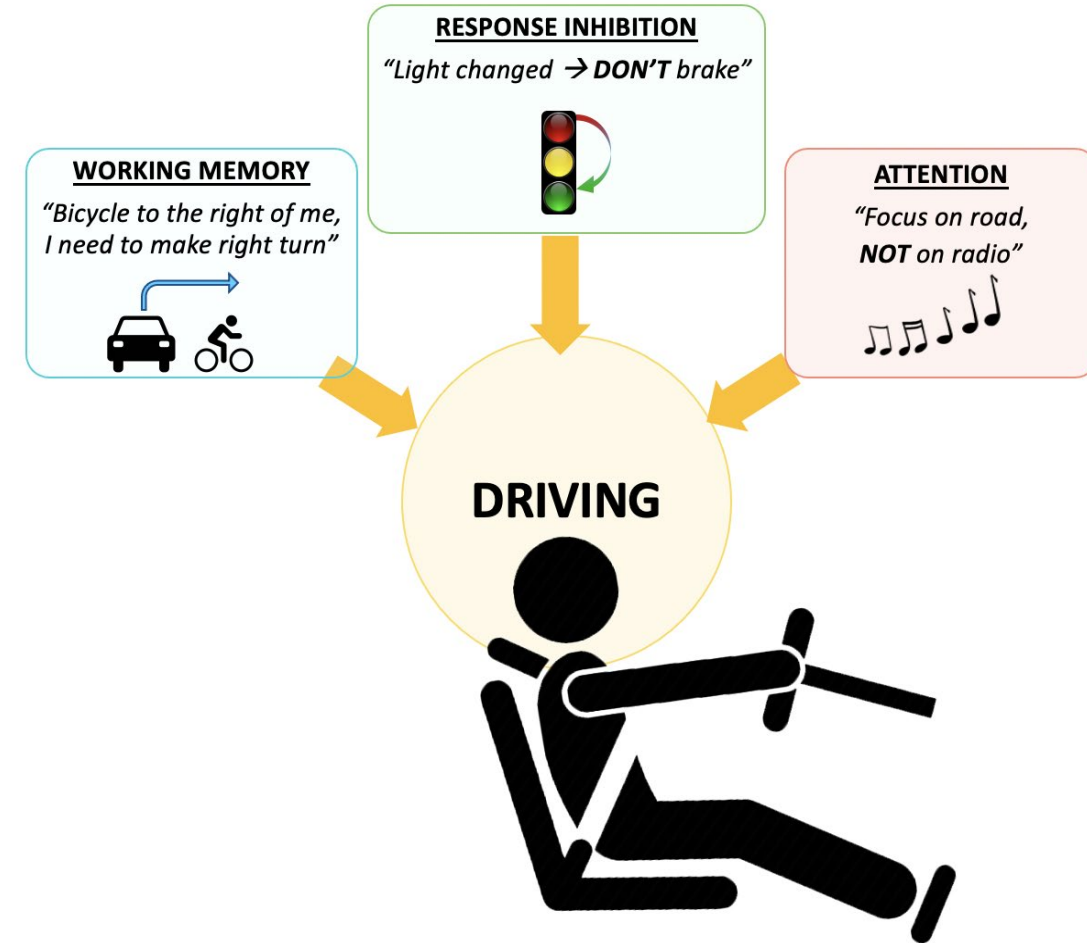 RESPONSE INHIBITION
“Light changed → DON’T brake”
WORKING MEMORY
“Bicycle to the right of me,
I need to make right turn”
ATTENTION
“Focus on road,
NOT on radio”
DRIVING